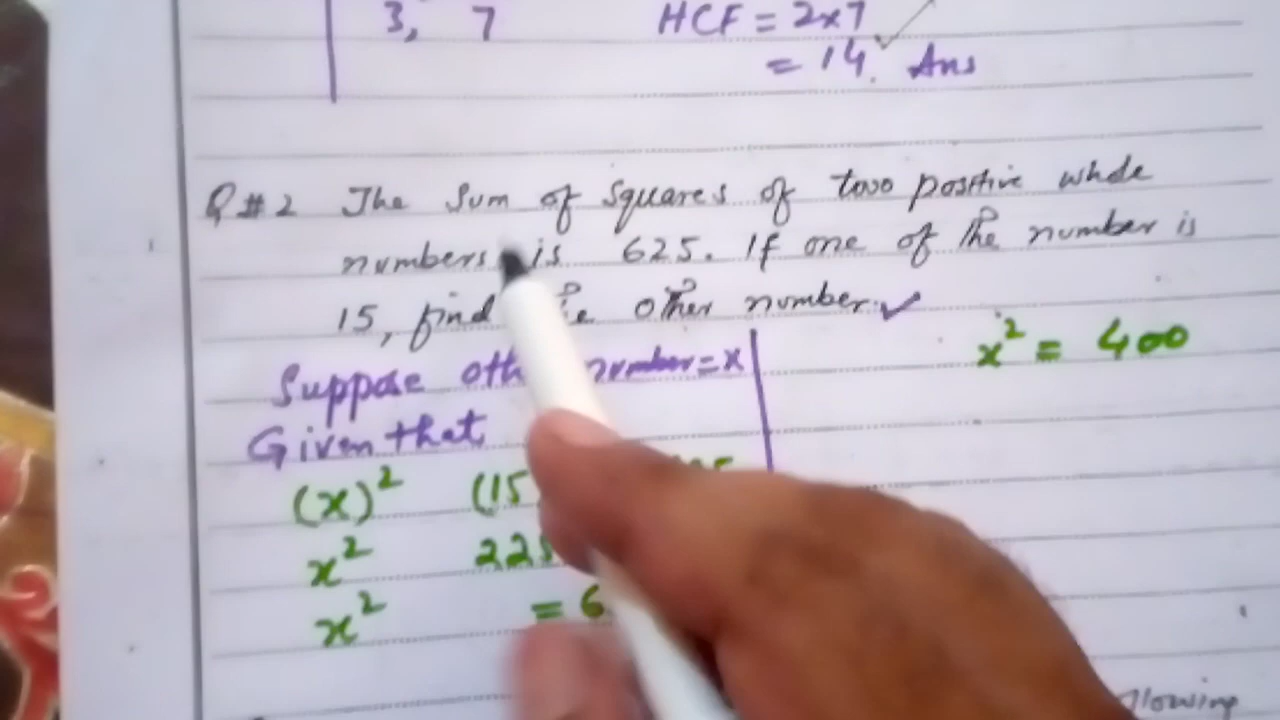 3, 7
HCF = 2x7
= 14. Ans
Q#2 The Sum of Squares of two positive whole
numbers is 625. If one of the number is
15, find other number.
Suppose number = x
Given that
(x)² (15
x² 225
x² = 6
x² = 400